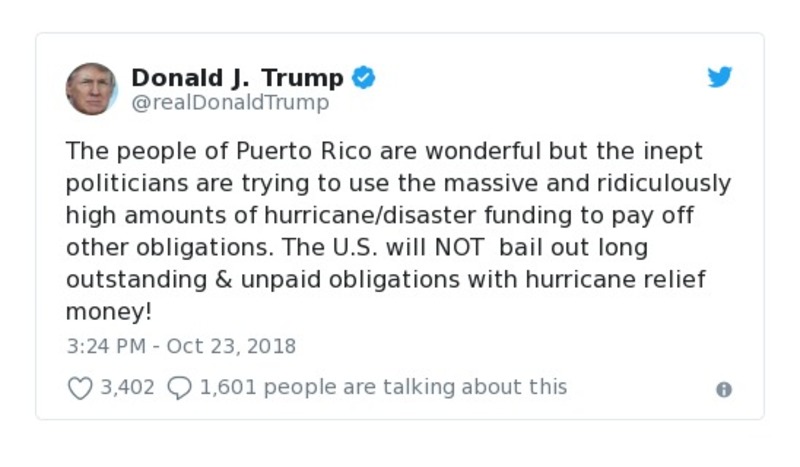 Donald J. Trump
@realDonaldTrump
The people of Puerto Rico are wonderful but the inept
politicians are trying to use the massive and ridiculously
high amounts of hurricane/disaster funding to pay off
other obligations. The U.S. will NOT  bail out long
outstanding & unpaid obligations with hurricane relief
money!
3:24 PM - Oct 23, 2018
3,402 1,601 people are talking about this